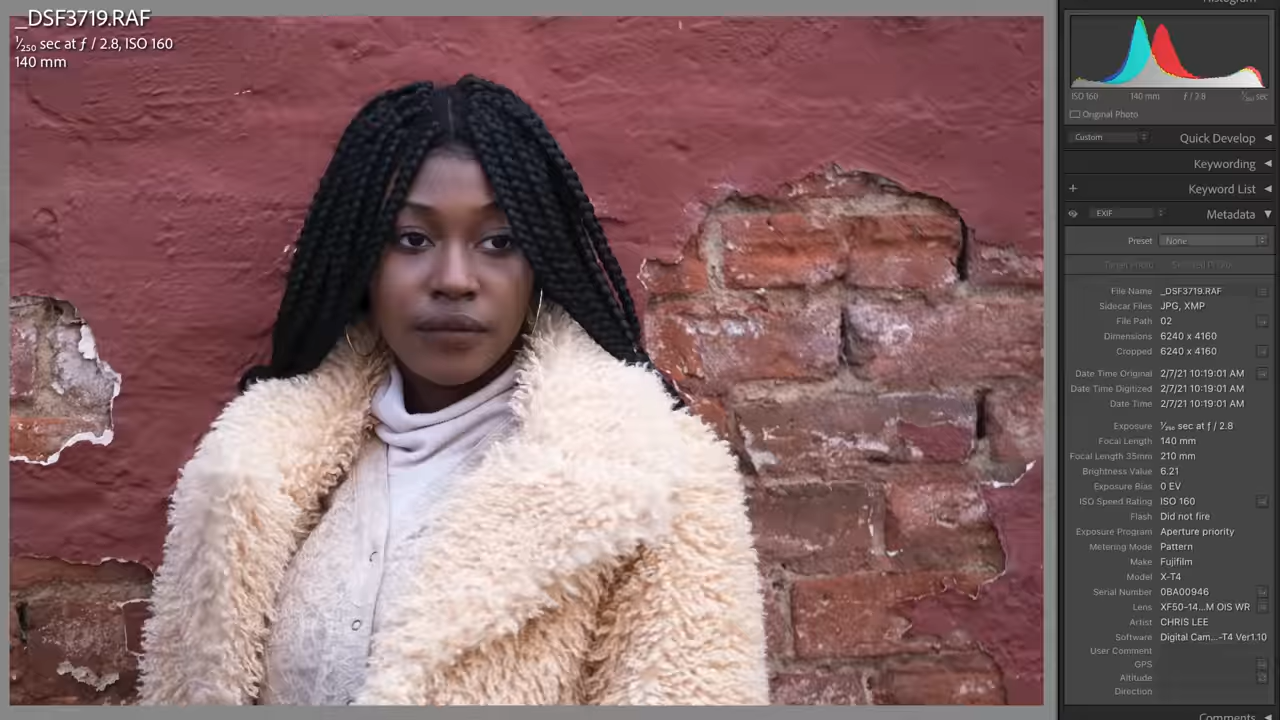 _DSF3719.RAF
1/250 sec at ƒ / 2.8, ISO 160
140 mm
Histogram
ISO 160 140 mm ƒ / 2.8 1/250 sec
Original Photo
Custom Quick Develop
Keywording
+ Keyword List
EXIF Metadata
Preset None
Target Photo Selected Photos
File Name _DSF3719.RAF
Sidecar Files JPG, XMP
File Path 02
Dimensions 6240 x 4160
Cropped 6240 x 4160
Date Time Original 2/7/21 10:19:01 AM
Date Time Digitized 2/7/21 10:19:01 AM
Date Time 2/7/21 10:19:01 AM
Exposure 1/250 sec at ƒ / 2.8
Focal Length 140 mm
Focal Length 35mm 210 mm
Brightness Value 6.21
Exposure Bias 0 EV
ISO Speed Rating ISO 160
Flash Did not fire
Exposure Program Aperture priority
Metering Mode Pattern
Make Fujifilm
Model X-T4
Serial Number 0BA00946
Lens XF50-14...M OIS WR
Artist CHRIS LEE
Software Digital Cam...-T4 Ver1.10
User Comment
GPS
Altitude
Direction
Comments